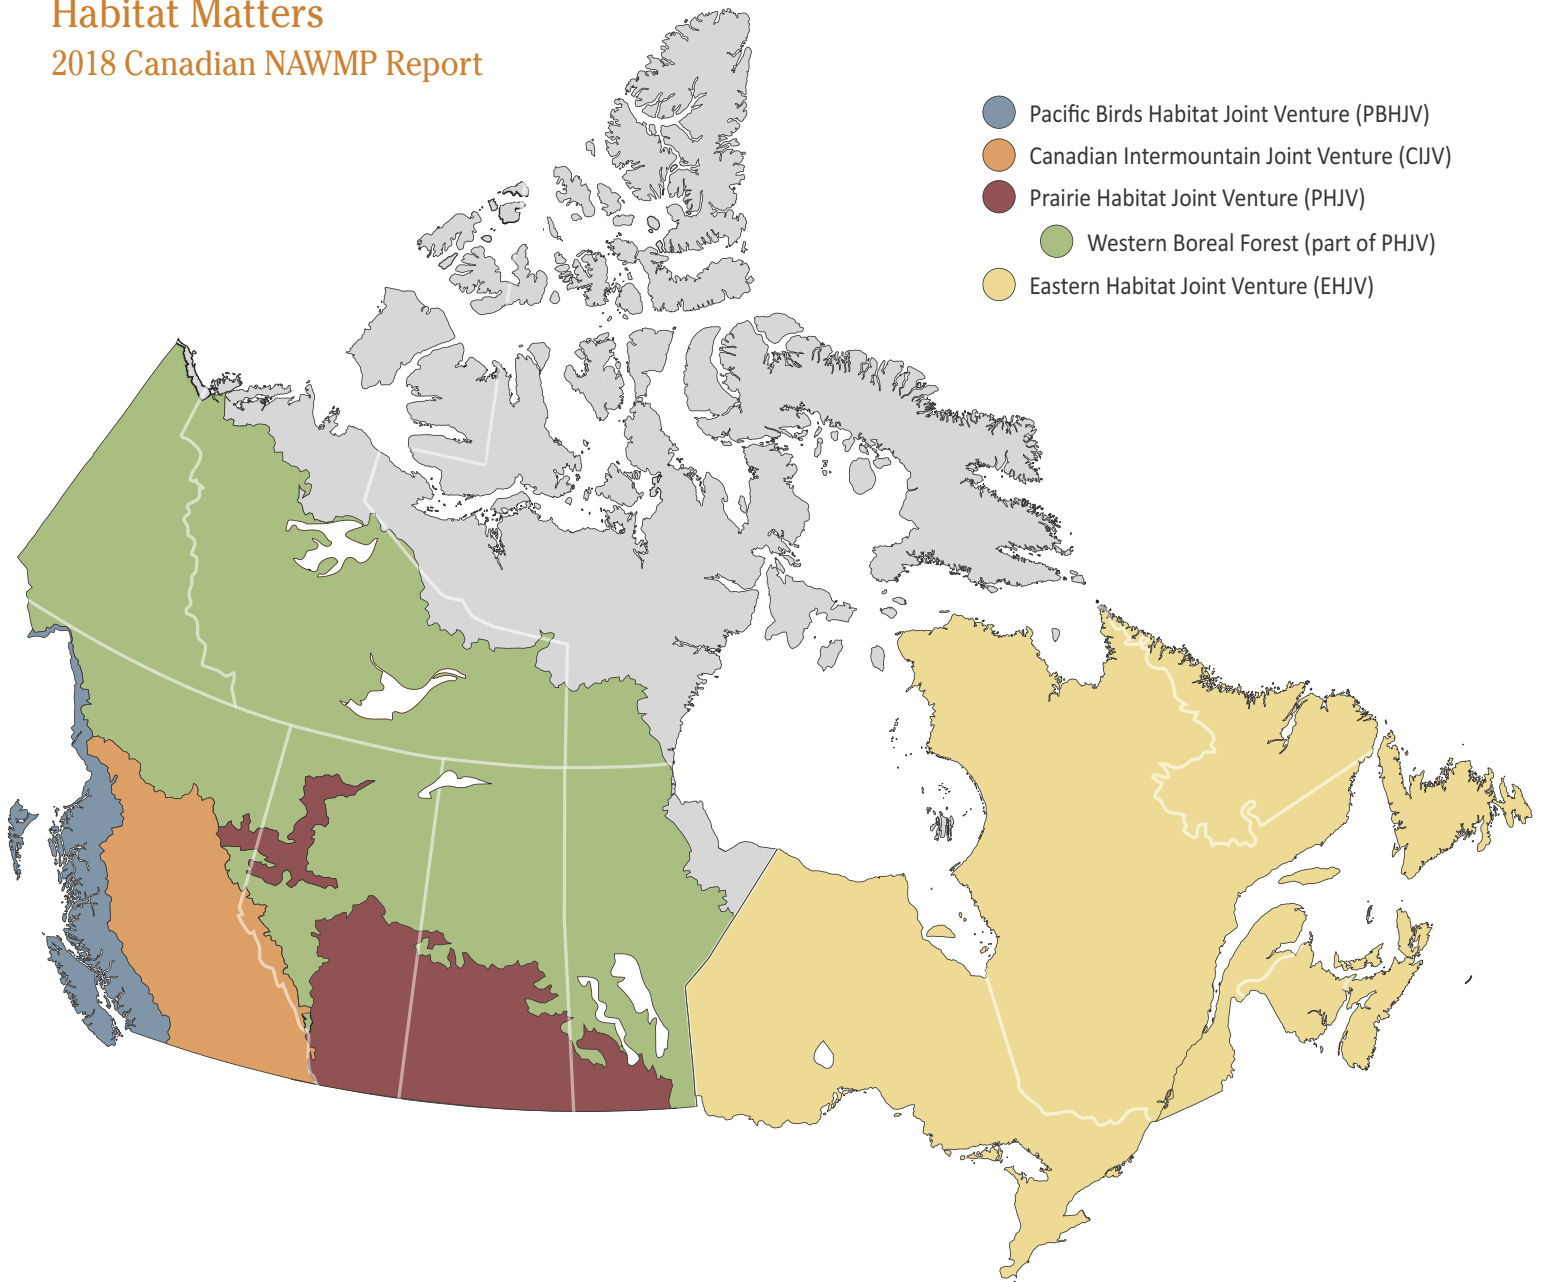 Habitat Matters
2018 Canadian NAWMP Report
Pacific Birds Habitat Joint Venture (PBHJV)
Canadian Intermountain Joint Venture (CIJV)
Prairie Habitat Joint Venture (PHJV)
Western Boreal Forest (part of PHJV)
Eastern Habitat Joint Venture (EHJV)